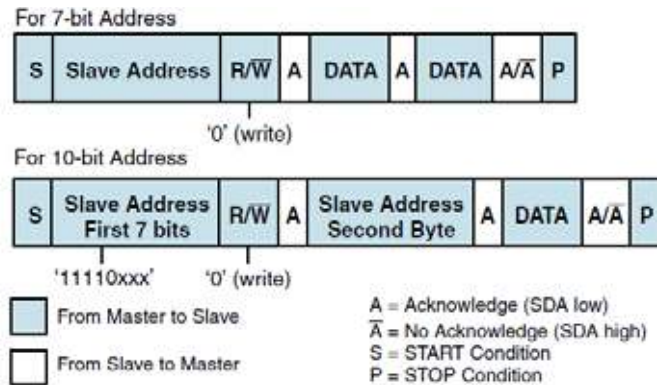 For 7-bit Address
S Slave Address R/W̅ A DATA A DATA A/A̅ P
'0' (write)
For 10-bit Address
S Slave Address First 7 bits R/W̅ A Slave Address Second Byte A DATA A/A̅ P
'11110xxx' '0' (write)
From Master to Slave
From Slave to Master
A = Acknowledge (SDA low)
A̅ = No Acknowledge (SDA high)
S = START Condition
P = STOP Condition